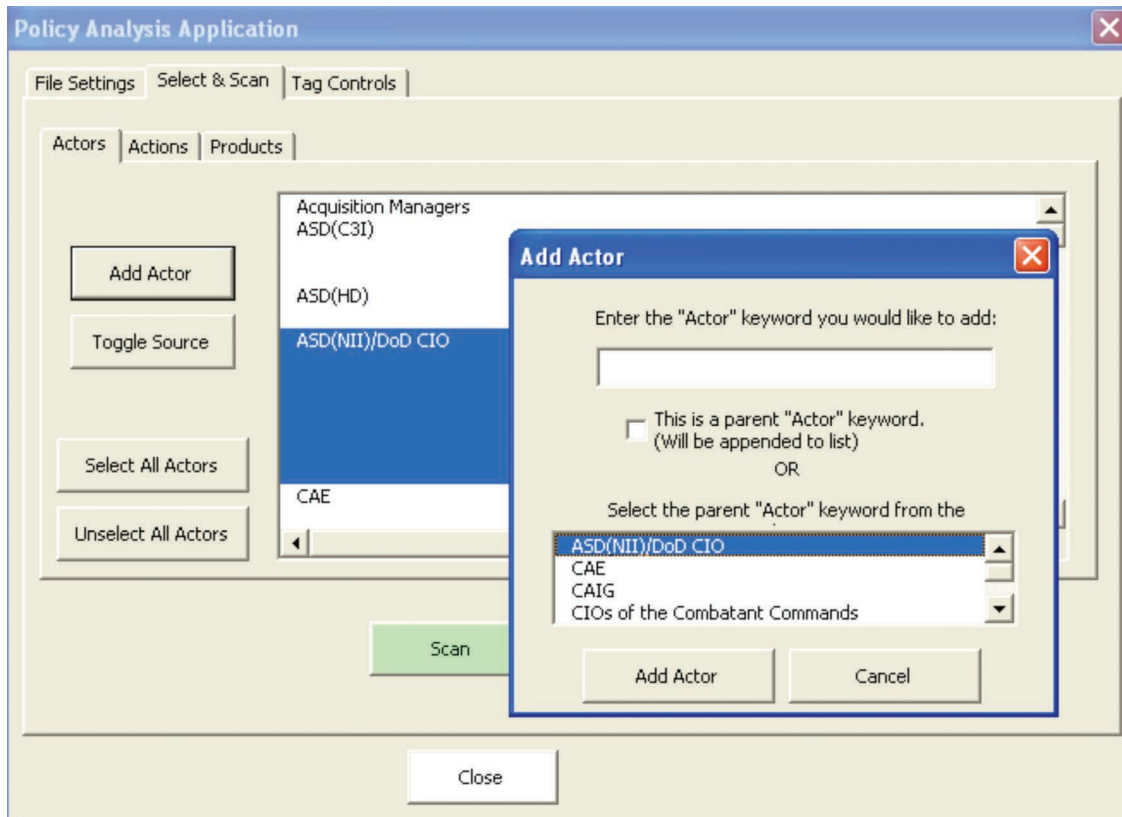 Policy Analysis Application
File Settings Select & Scan Tag Controls
Actors Actions Products
Add Actor
Toggle Source
Select All Actors
Unselect All Actors
Acquisition Managers
ASD(C3I)
ASD(HD)
ASD(NII)/DoD CIO
CAE
Scan
Close
Add Actor
Enter the "Actor" keyword you would like to add:
This is a parent "Actor" keyword.
(Will be appended to list)
OR
Select the parent "Actor" keyword from the
ASD(NII)/DoD CIO
CAE
CAIG
CIOs of the Combatant Commands
Add Actor Cancel